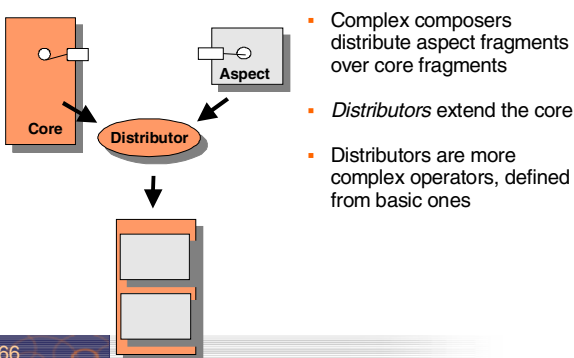 Core
Aspect
Distributor
▪ Complex composers
distribute aspect fragments
over core fragments
▪ Distributors extend the core
▪ Distributors are more
complex operators, defined
from basic ones
66